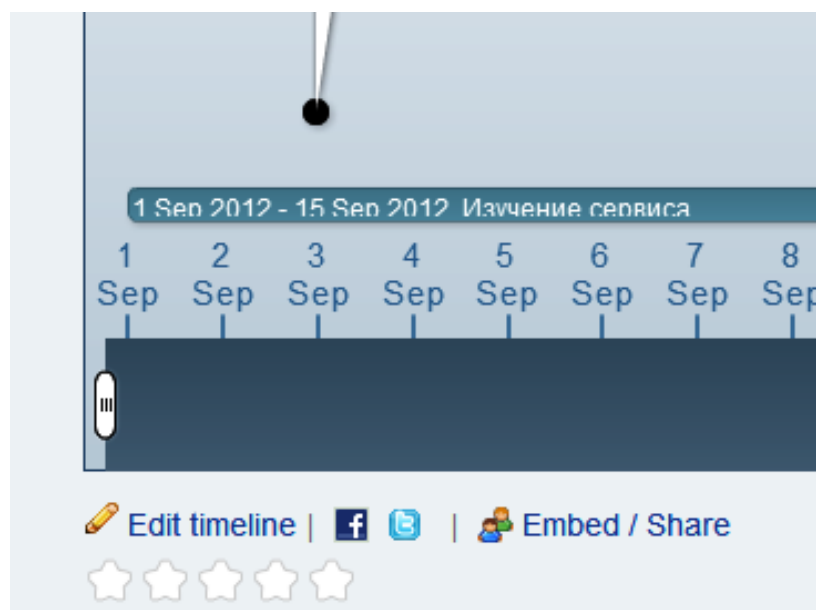 1 Sep 2012 - 15 Sep 2012 Изучение сервиса
1 2 3 4 5 6 7 8
Sep Sep Sep Sep Sep Sep Sep Sep
Edit timeline | | Embed / Share